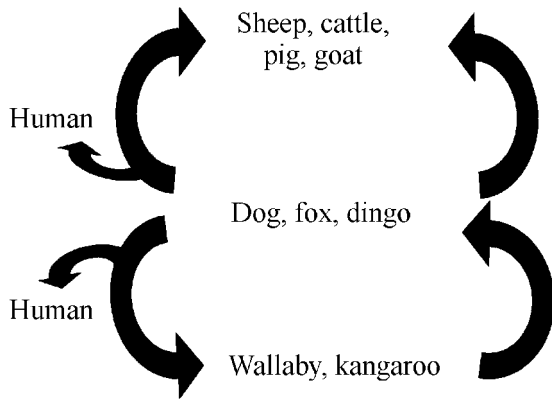 Sheep, cattle,
pig, goat
Human
Dog, fox, dingo
Human
Wallaby, kangaroo